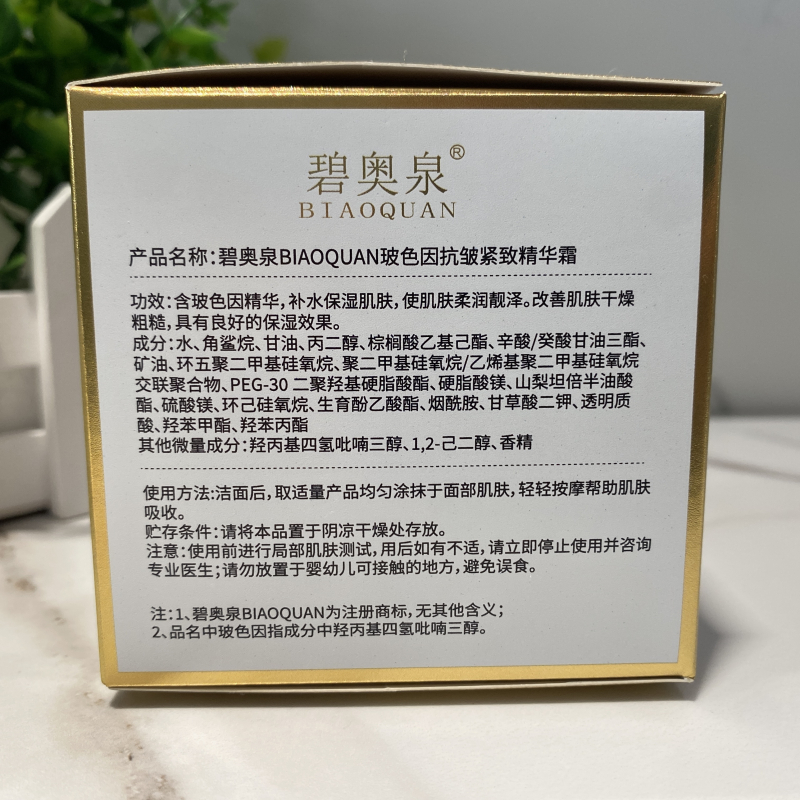 碧奥泉®
BIAOQUAN
产品名称:碧奥泉BIAOQUAN玻色因抗皱紧致精华霜
功效:含玻色因精华,补水保湿肌肤,使肌肤柔润靓泽。改善肌肤干燥
粗糙,具有良好的保湿效果。
成分:水、角鲨烷、甘油、丙二醇、棕榈酸乙基己酯、辛酸/癸酸甘油三酯、
矿油、环五聚二甲基硅氧烷、聚二甲基硅氧烷/乙烯基聚二甲基硅氧烷
交联聚合物、PEG-30 二聚羟基硬脂酸酯、硬脂酸镁、山梨坦倍半油酸
酯、硫酸镁、环己硅氧烷、生育酚乙酸酯、烟酰胺、甘草酸二钾、透明质
酸、羟苯甲酯、羟苯丙酯
其他微量成分:羟丙基四氢吡喃三醇、1,2-己二醇、香精
使用方法:洁面后,取适量产品均匀涂抹于面部肌肤,轻轻按摩帮助肌肤
吸收。
贮存条件:请将本品置于阴凉干燥处存放。
注意:使用前进行局部肌肤测试,用后如有不适,请立即停止使用并咨询
专业医生;请勿放置于婴幼儿可接触的地方,避免误食。
注:1、碧奥泉BIAOQUAN为注册商标,无其他含义;
2、品名中玻色因指成分中羟丙基四氢吡喃三醇。